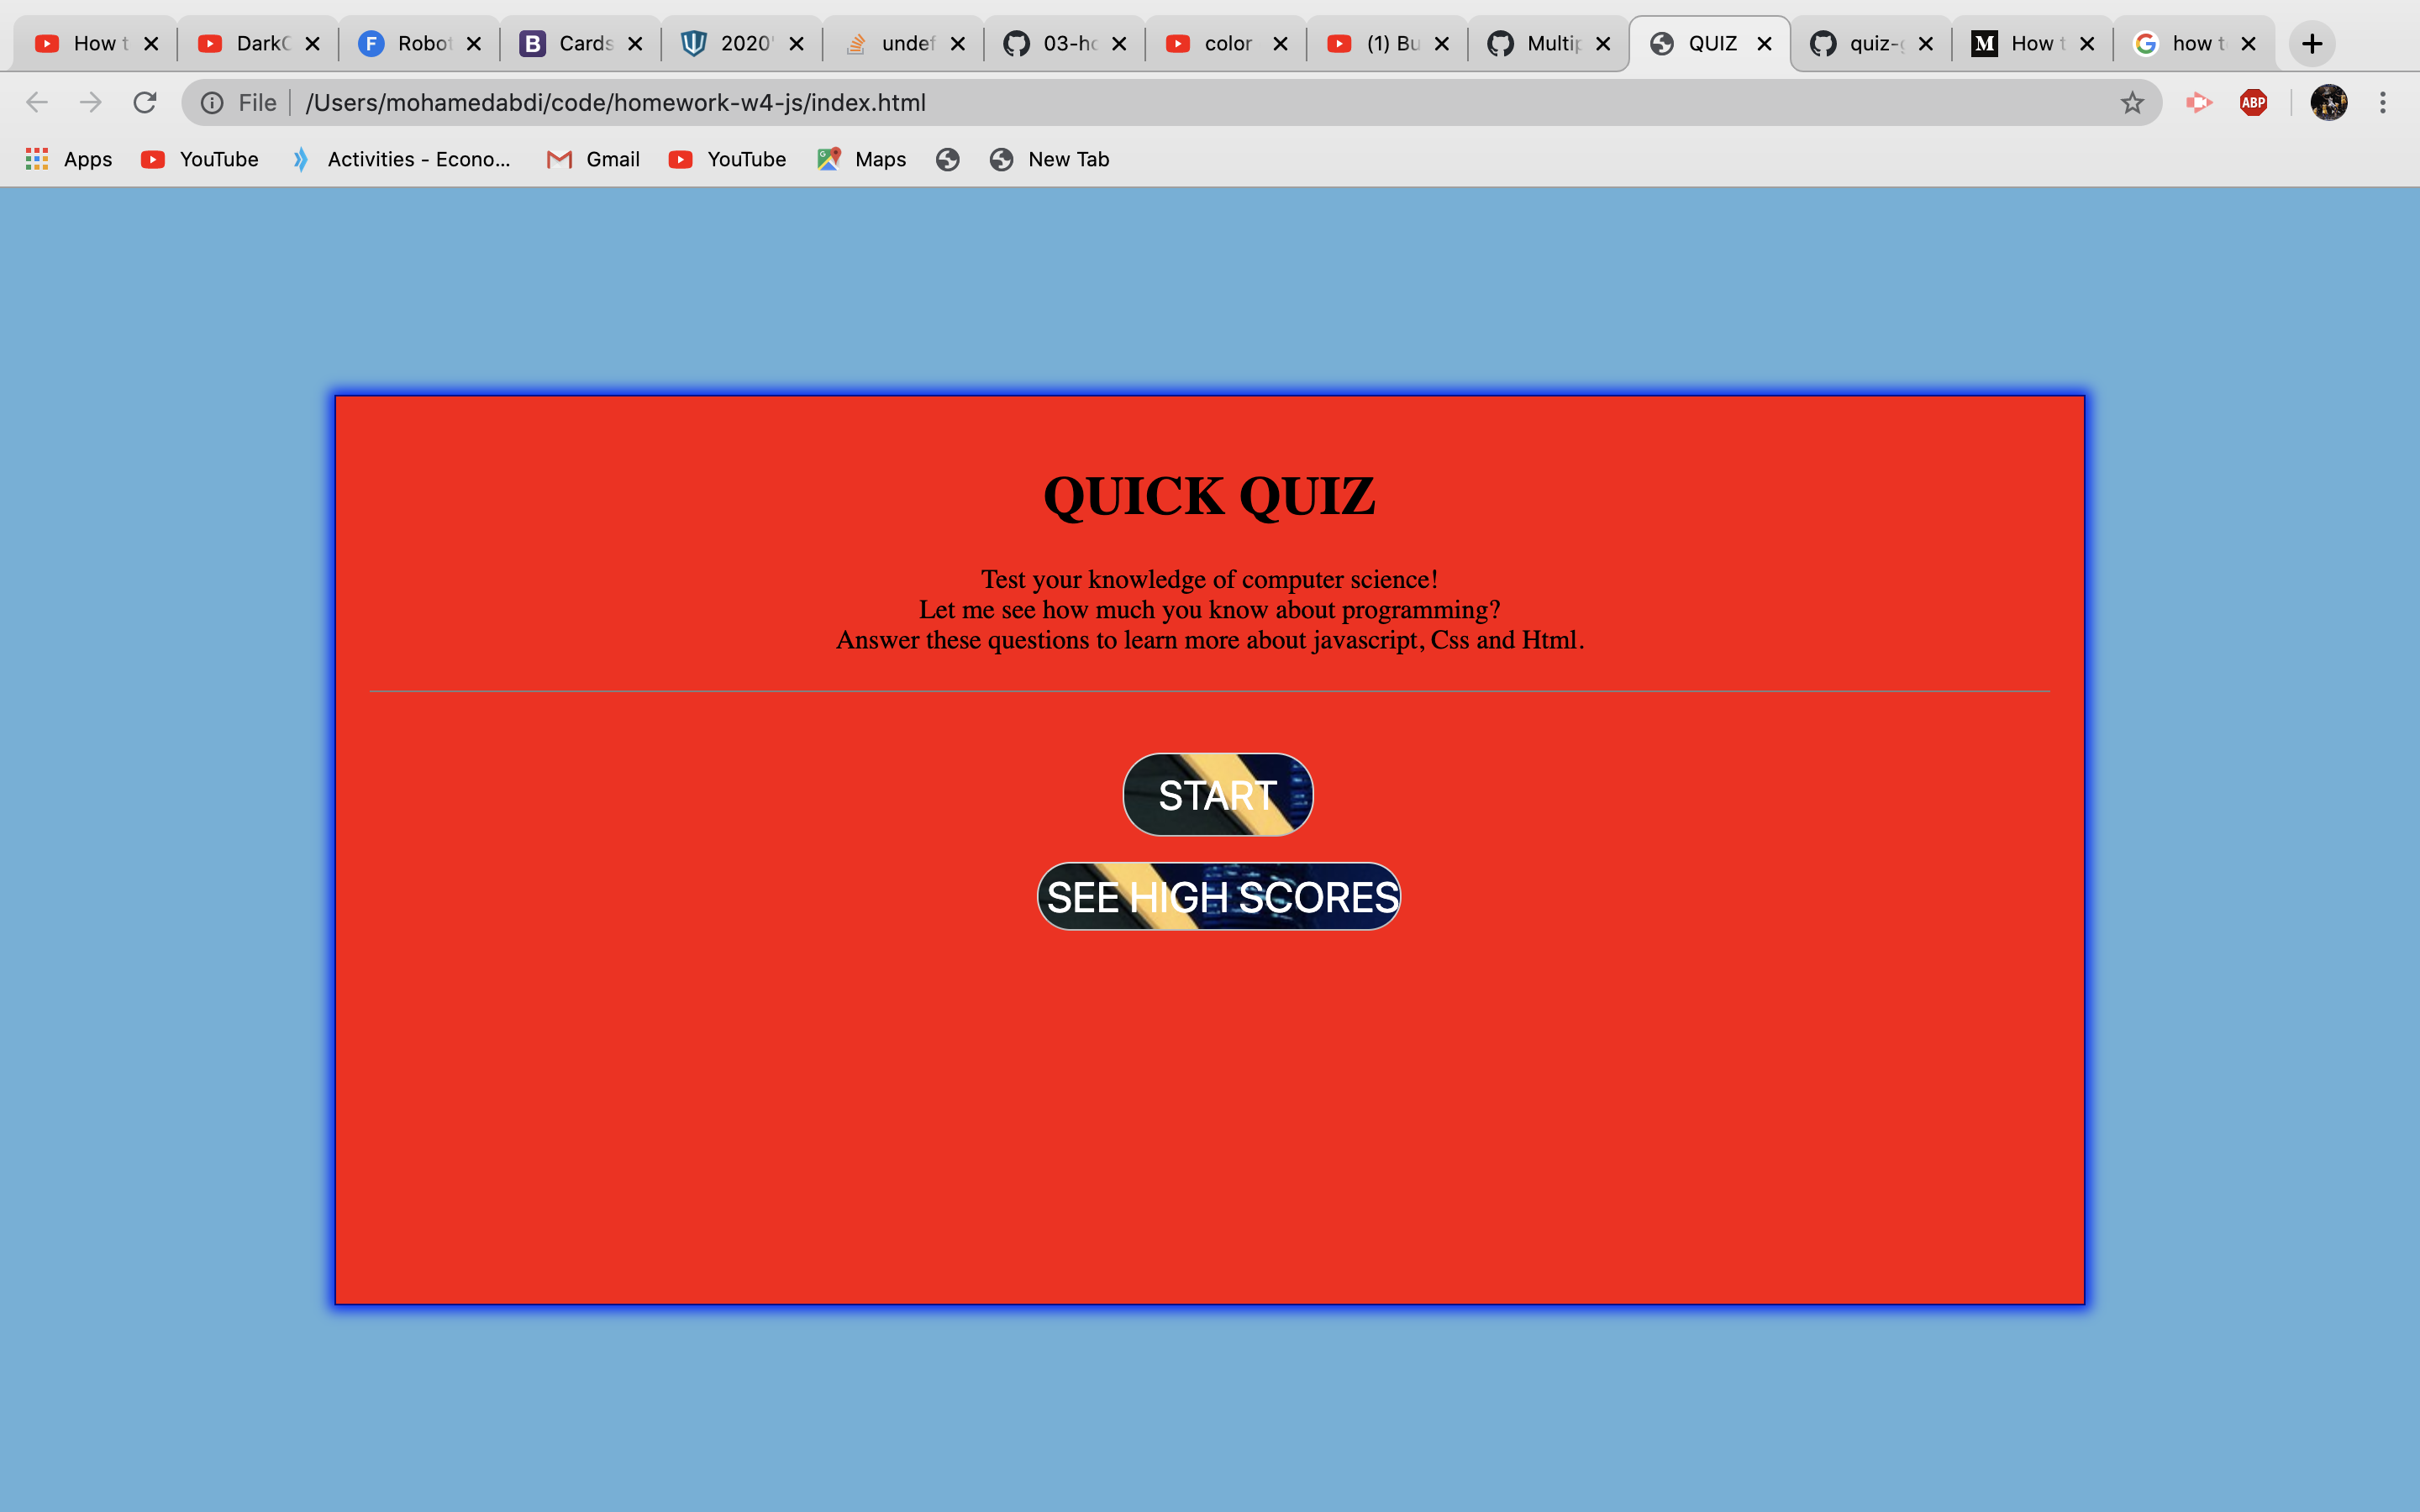 How t
Dark
F Robot
B Cards
2020'
undef
03-ho
color
(1) Bu
Multip
QUIZ
quiz-g
M How t
G how t
File /Users/mohamedabdi/code/homework-w4-js/index.html
ABP
Apps
YouTube
Activities - Econo...
Gmail
YouTube
Maps
New Tab
QUICK QUIZ
Test your knowledge of computer science!
Let me see how much you know about programming?
Answer these questions to learn more about javascript, Css and Html.
START
SEE HIGH SCORES